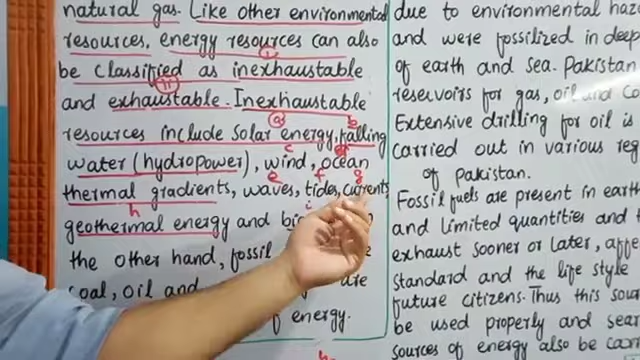 natural gas. Like other environmental
resources, energy resources can also
i
be classified as inexhaustable
ii
and exhaustable. Inexhaustable
a b
resources include solar energy, falling
c
water (hydropower), wind, ocean
e f g
thermal gradients, waves, tides, currents
h i
geothermal energy and
the other hand, fossil
coal, oil and are
of energy.
due to environmental
and were fossilized in deep
of earth and sea. Pakistan
reservoirs for gas, oil and
Extensive drilling for oil is
carried out in various
of pakistan.
Fossil fuels are present in
and limited quantities and
exhaust sooner or later,
standard and the life style
future citizens. Thus this
be used properly and
sources of energy also be